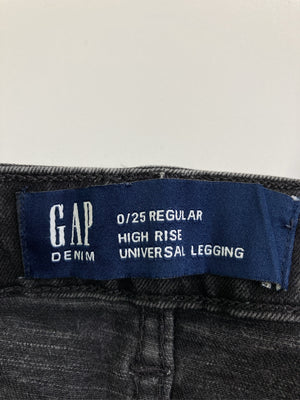 GAP
DENIM
0/25 REGULAR
HIGH RISE
UNIVERSAL LEGGING